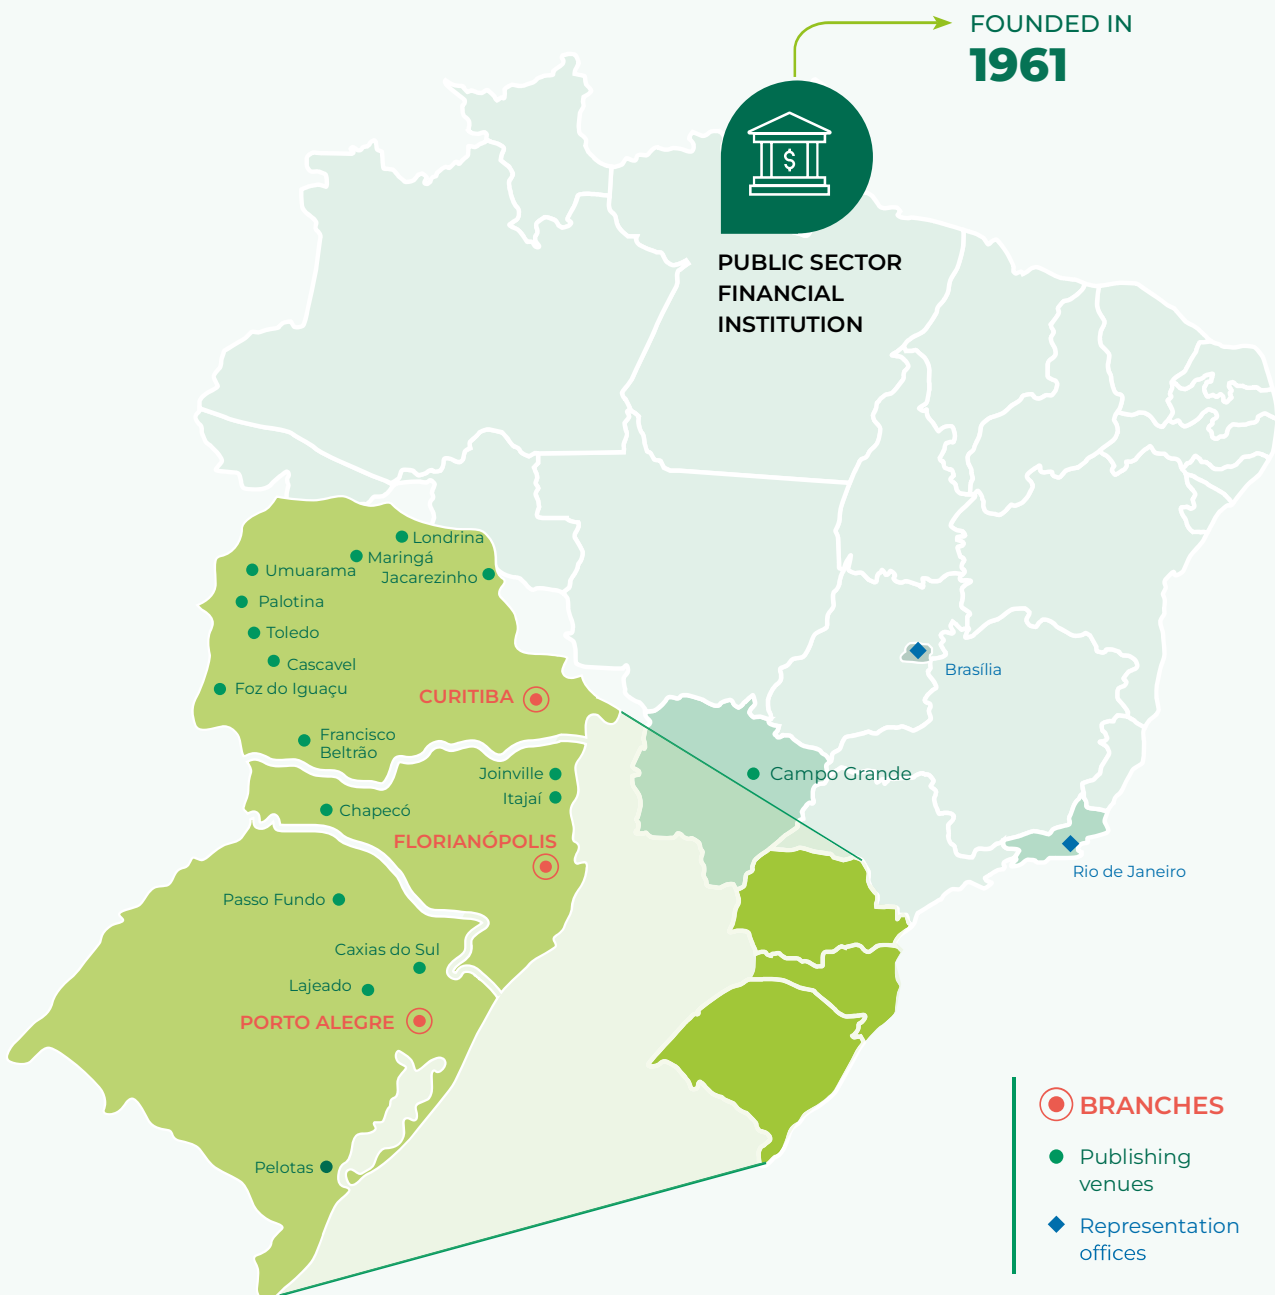 FOUNDED IN
1961
PUBLIC SECTOR
FINANCIAL
INSTITUTION
$
Londrina
Maringá
Umuarama
Jacarezinho
Palotina
Toledo
Cascavel
Foz do Iguaçu
CURITIBA
Francisco
Beltrão
Joinville
Itajaí
Chapecó
FLORIANÓPOLIS
Passo Fundo
Caxias do Sul
Lajeado
PORTO ALEGRE
Pelotas
Brasília
Campo Grande
Rio de Janeiro
BRANCHES
Publishing
venues
Representation
offices